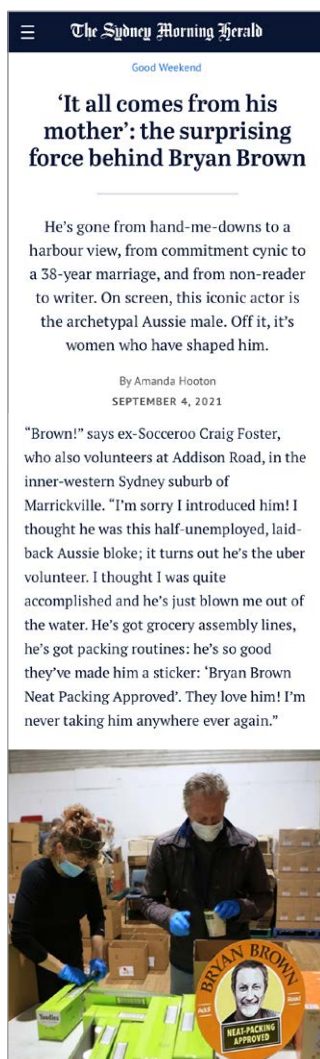 The Sydney Morning Herald
Good Weekend
‘It all comes from his
mother’: the surprising
force behind Bryan Brown
He’s gone from hand-me-downs to a
harbour view, from commitment cynic to
a 38-year marriage, and from non-reader
to writer. On screen, this iconic actor is
the archetypal Aussie male. Off it, it’s
women who have shaped him.
By Amanda Hooton
SEPTEMBER 4, 2021
“Brown!” says ex-Socceroo Craig Foster,
who also volunteers at Addison Road, in the
inner-western Sydney suburb of
Marrickville. “I’m sorry I introduced him! I
thought he was this half-unemployed, laid-
back Aussie bloke; it turns out he’s the uber
volunteer. I thought I was quite
accomplished and he’s just blown me out of
the water. He’s got grocery assembly lines,
he’s got packing routines: he’s so good
they’ve made him a sticker: ‘Bryan Brown
Neat Packing Approved’. They love him! I’m
never taking him anywhere ever again.”
BRYAN BROWN
Addi Road
NEAT-PACKING
APPROVED